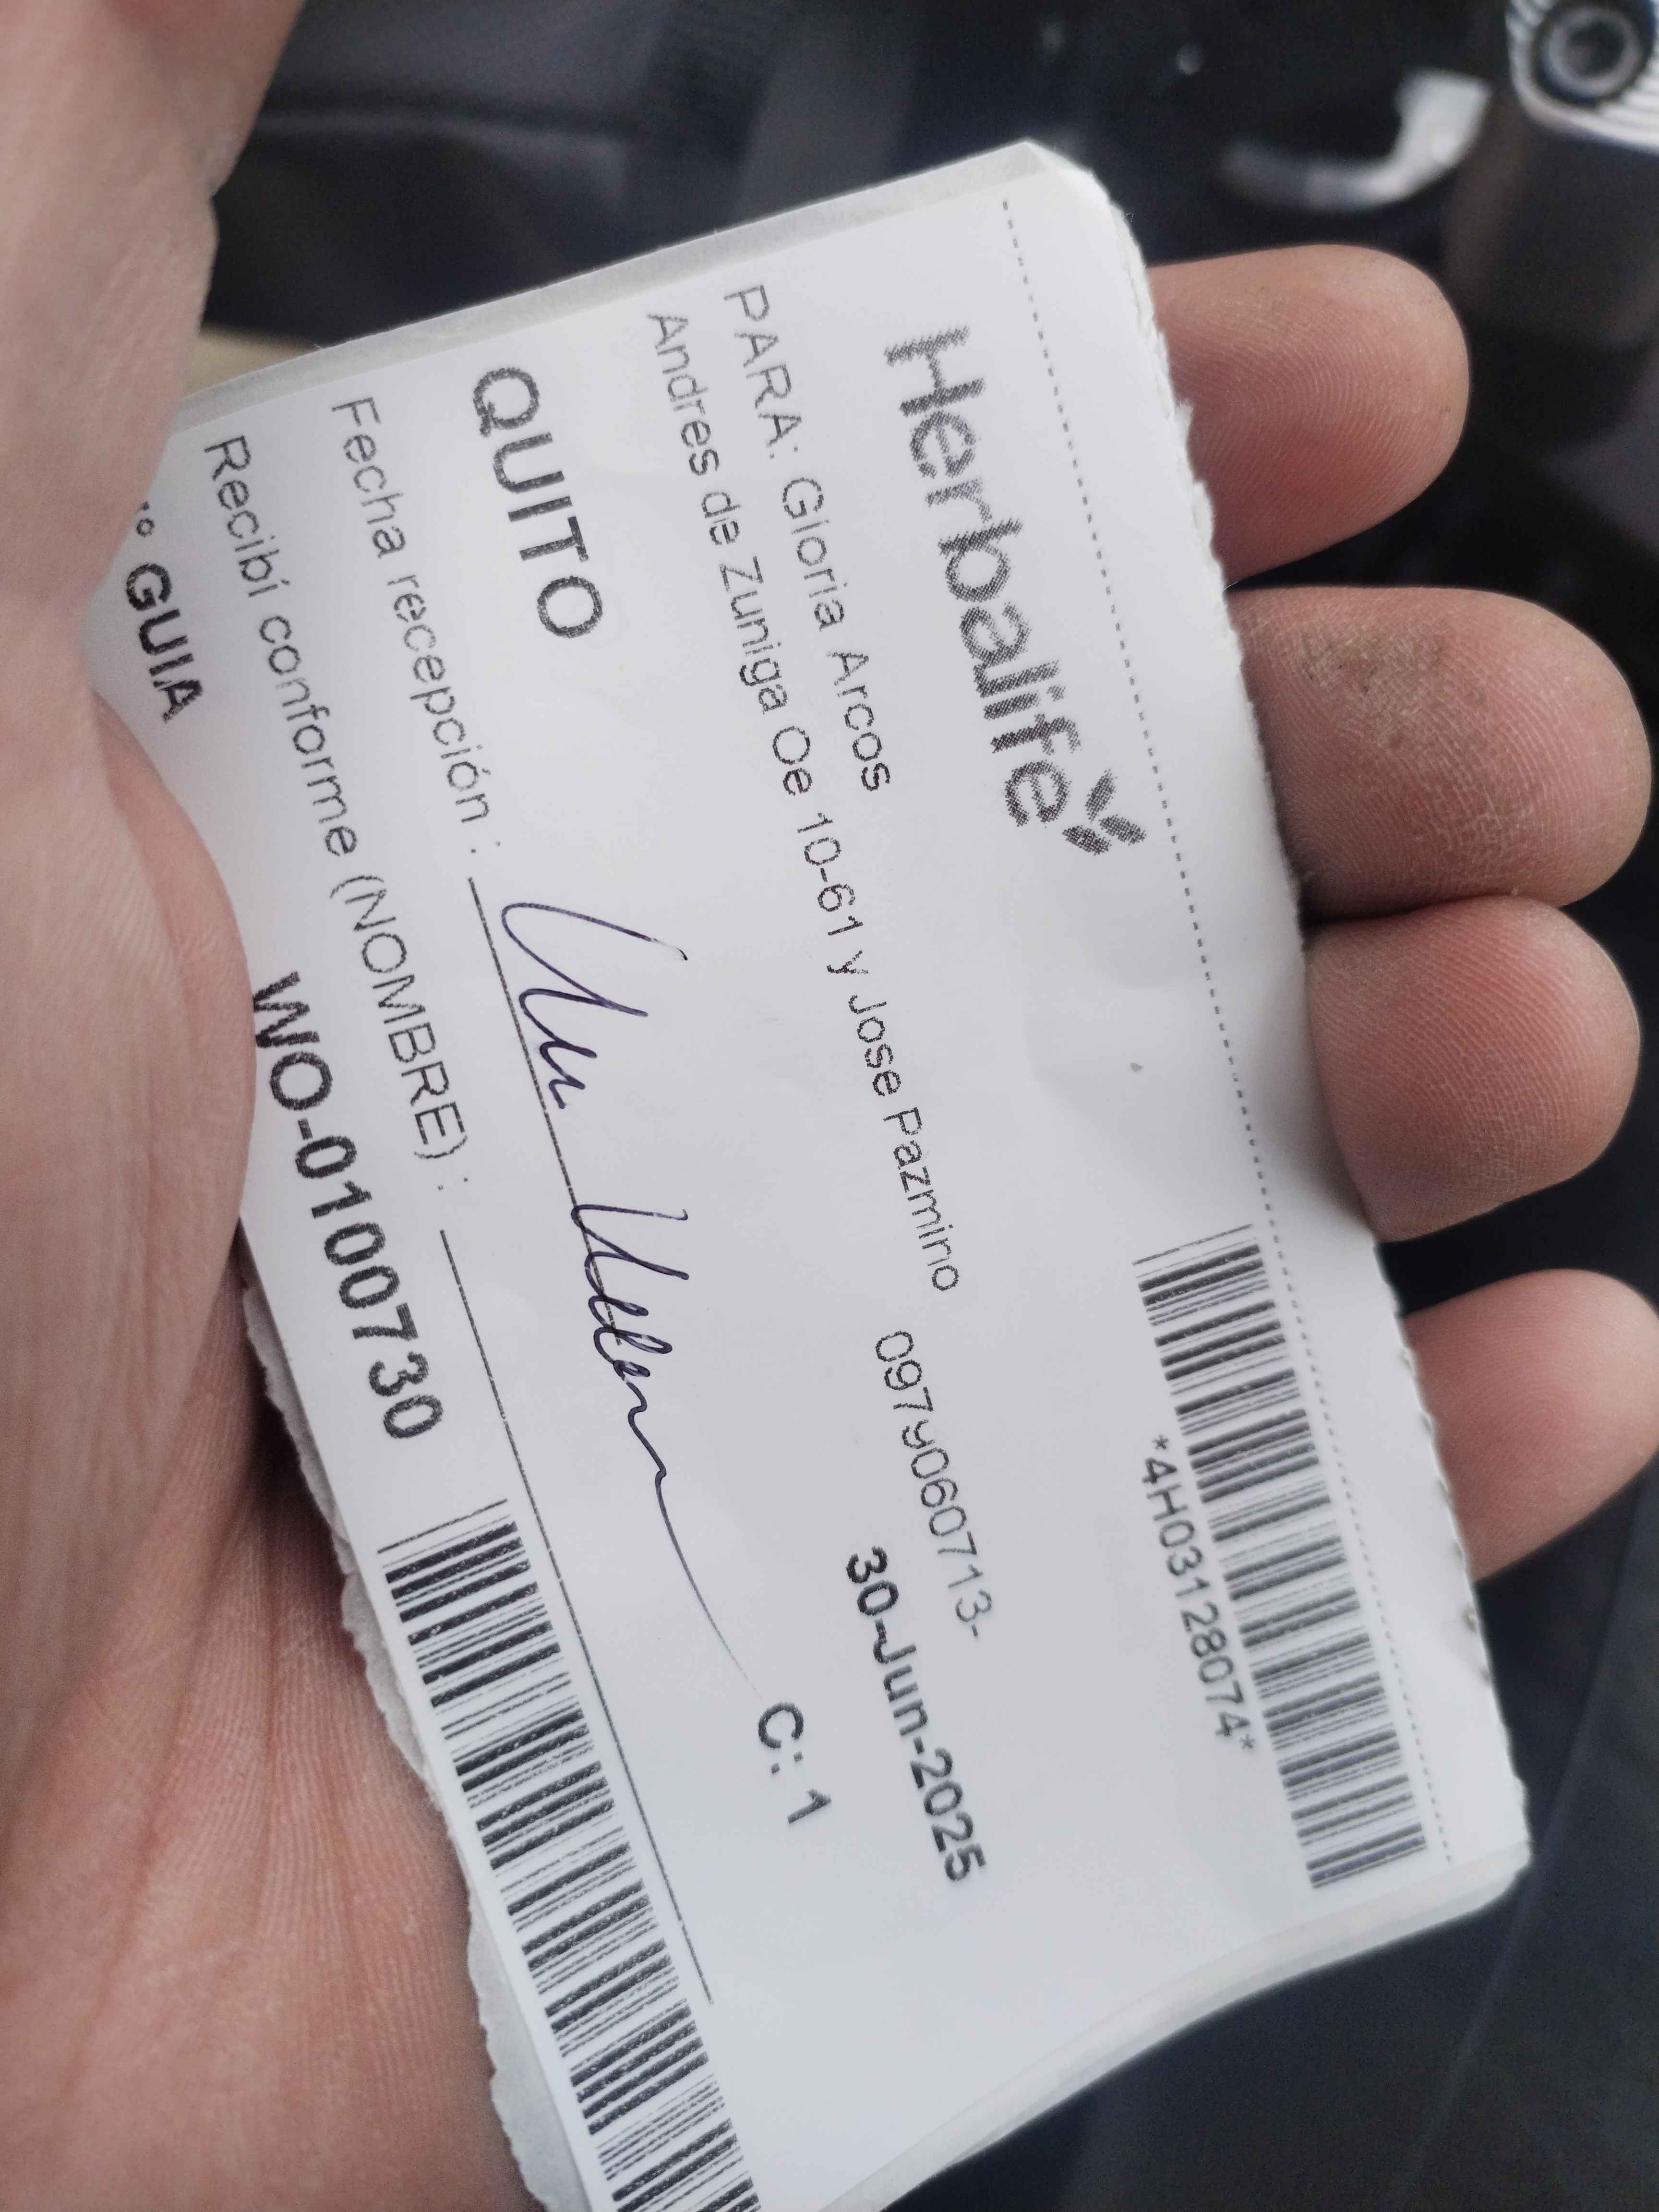 Herbalife
*4H03128074*
PARA: Gloria Arcos
Andres de Zuniga Oe 10-61 y Jose Pazmino 0979060713-
30-Jun-2025
QUITO
C: 1
Fecha recepción :
Recibí conforme (NOMBRE) :
GUIA WO-0100730